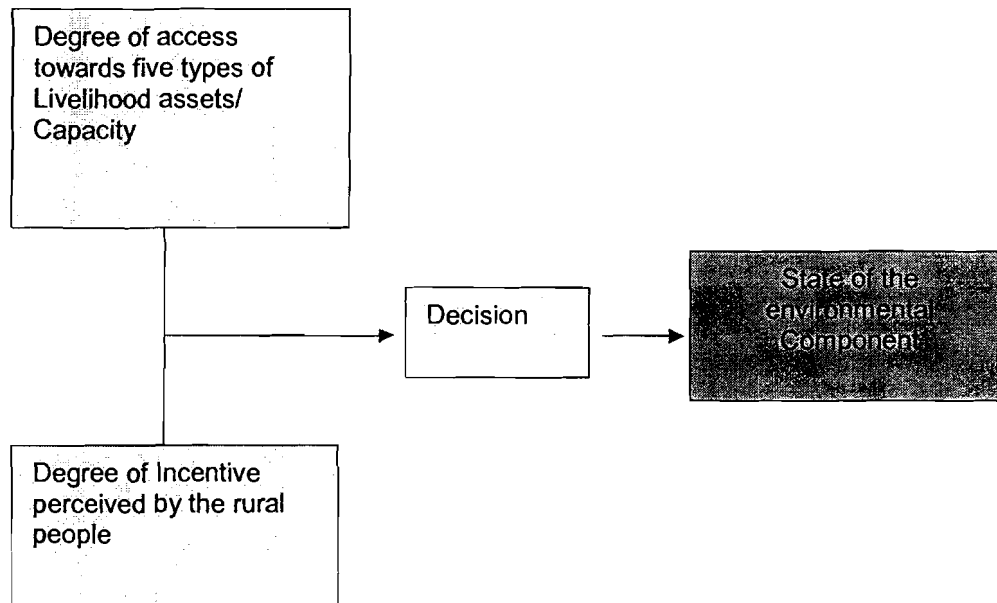 Degree of access
towards five types of
Livelihood assets/
Capacity
Decision
State of the
environmental
Component
Degree of Incentive
perceived by the rural
people